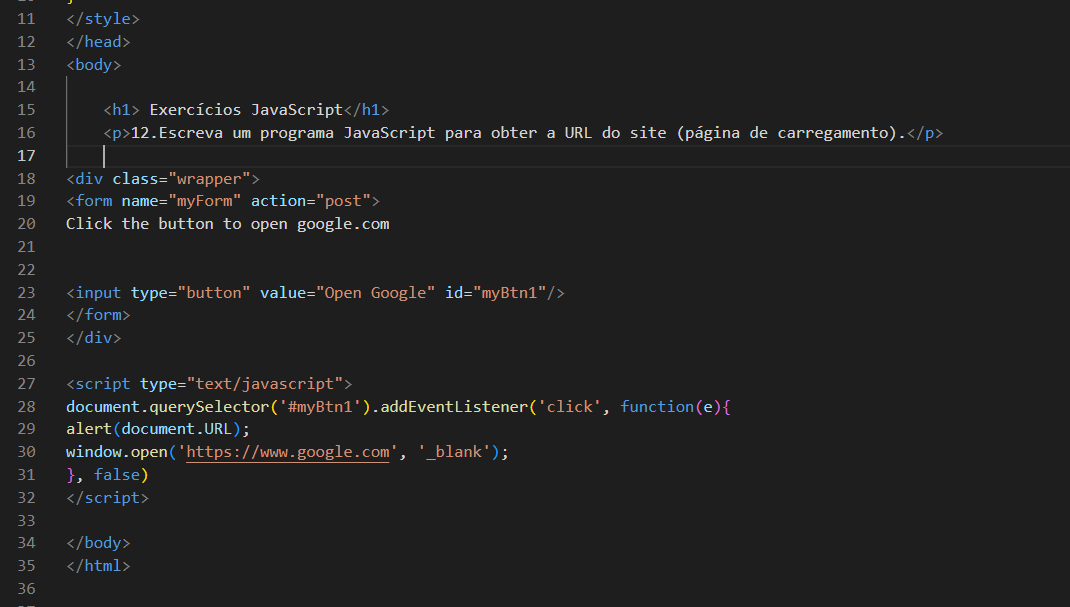 11 </style>
12 </head>
13 <body>
14
15 <h1> Exercícios JavaScript</h1>
16 <p>12.Escreva um programa JavaScript para obter a URL do site (página de carregamento).</p>
17
18 <div class="wrapper">
19 <form name="myForm" action="post">
20 Click the button to open google.com
21
22
23 <input type="button" value="Open Google" id="myBtn1"/>
24 </form>
25 </div>
26
27 <script type="text/javascript">
28 document.querySelector('#myBtn1').addEventListener('click', function(e){
29 alert(document.URL);
30 window.open('https://www.google.com', '_blank');
31 }, false)
32 </script>
33
34 </body>
35 </html>
36